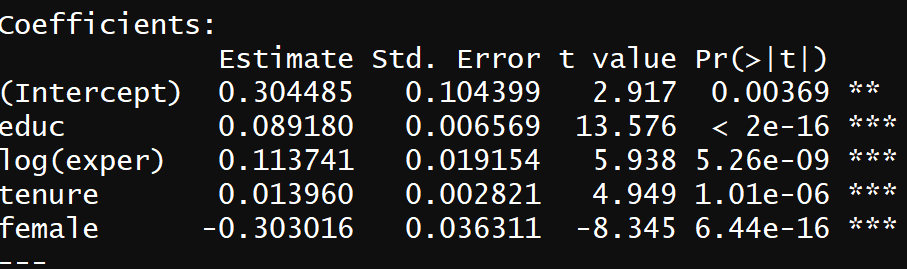 Coefficients:
Estimate Std. Error t value Pr(>|t|)
(Intercept) 0.304485 0.104399 2.917 0.00369 **
educ 0.089180 0.006569 13.576 < 2e-16 ***
log(exper) 0.113741 0.019154 5.938 5.26e-09 ***
tenure 0.013960 0.002821 4.949 1.01e-06 ***
female -0.303016 0.036311 -8.345 6.44e-16 ***
---